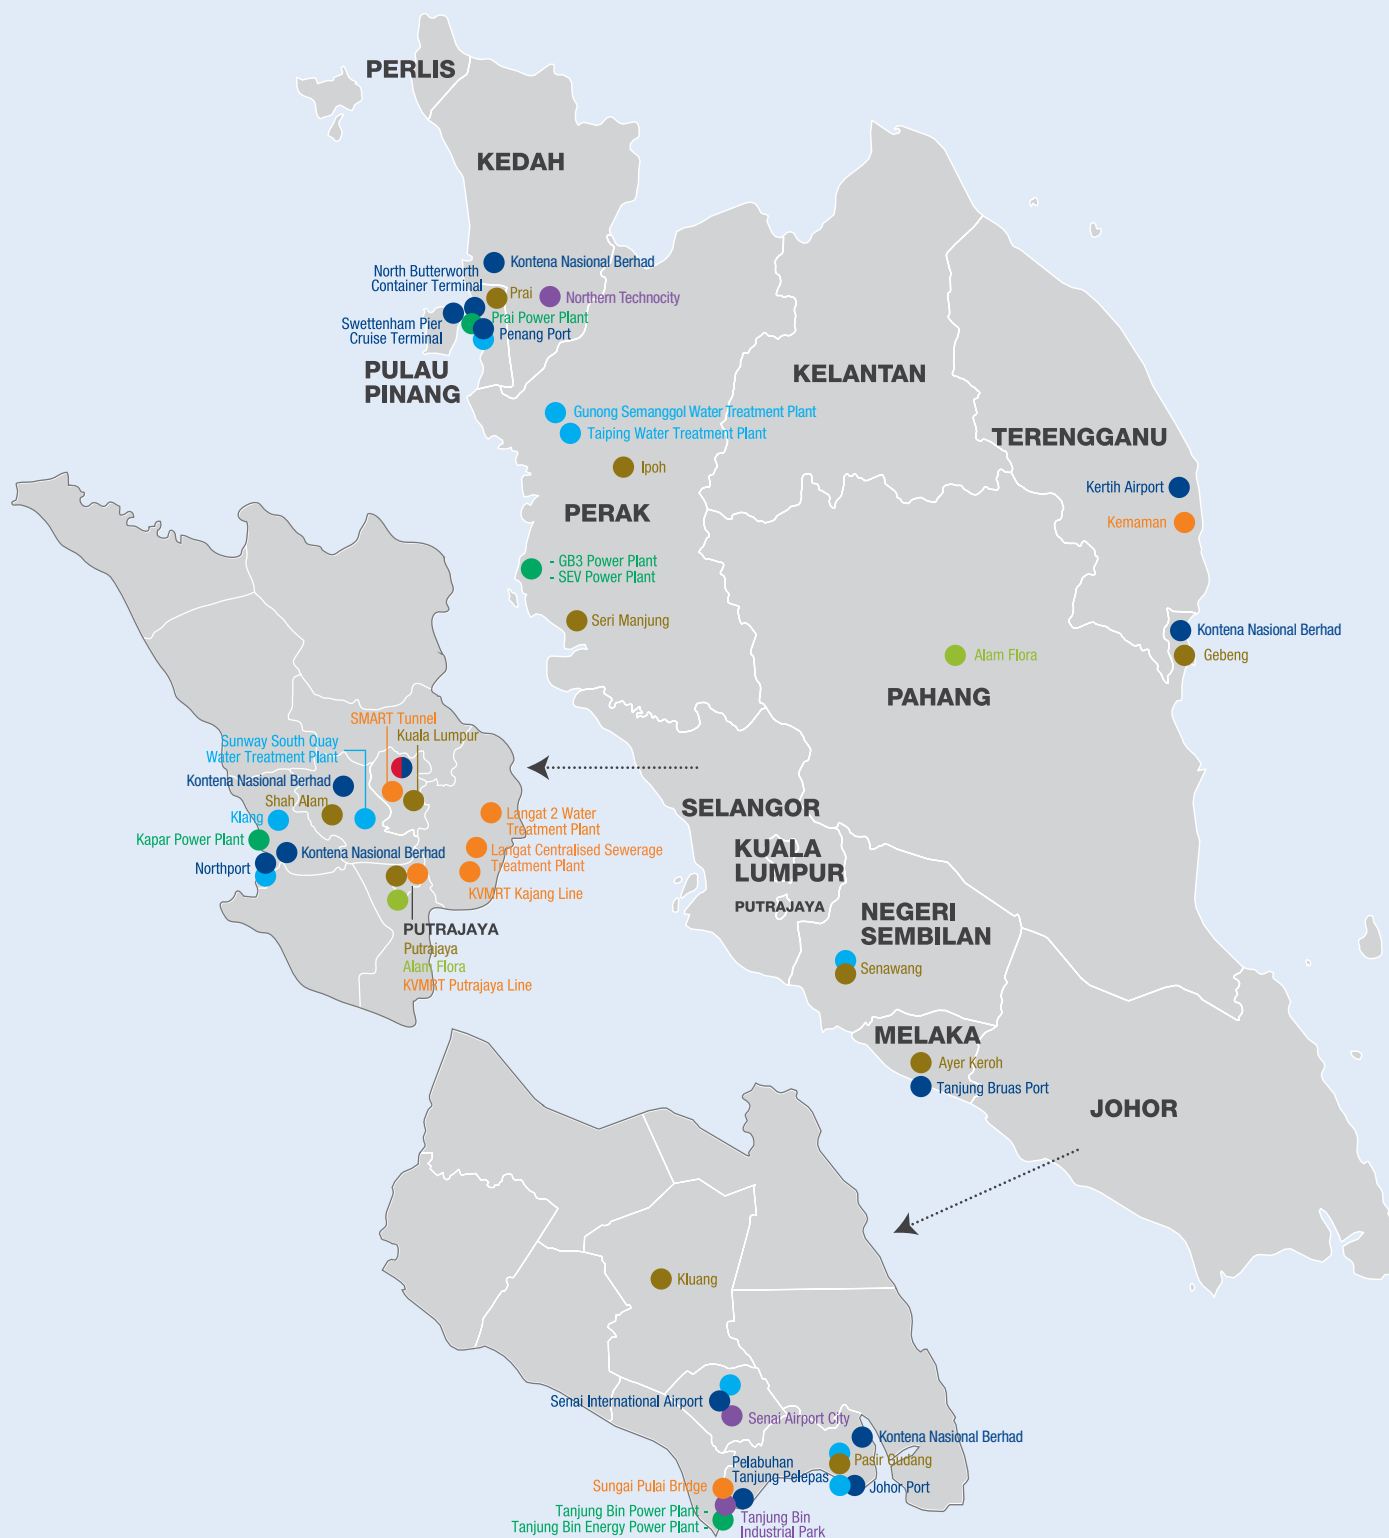 PERLIS
KEDAH
Kontena Nasional Berhad
North Butterworth
Container Terminal
Prai
Northern Technocity
Swettenham Pier
Cruise Terminal
Prai Power Plant
Penang Port
PULAU
PINANG
KELANTAN
Gunong Semanggol Water Treatment Plant
Taiping Water Treatment Plant
TERENGGANU
Ipoh
Kertih Airport
PERAK
Kemaman
- GB3 Power Plant
- SEV Power Plant
Seri Manjung
Kontena Nasional Berhad
Alam Flora
Gebeng
PAHANG
SMART Tunnel
Kuala Lumpur
Sunway South Quay
Water Treatment Plant
Kontena Nasional Berhad
Shah Alam
Klang
Kapar Power Plant
Northport
Kontena Nasional Berhad
Langat 2 Water
Treatment Plant
Langat Centralised Sewerage
Treatment Plant
KVMRT Kajang Line
PUTRAJAYA
Putrajaya
Alam Flora
KVMRT Putrajaya Line
SELANGOR
KUALA
LUMPUR
PUTRAJAYA
NEGERI
SEMBILAN
Senawang
MELAKA
Ayer Keroh
Tanjung Bruas Port
JOHOR
Kluang
Senai International Airport
Senai Airport City
Kontena Nasional Berhad
Pasir Gudang
Pelabuhan
Tanjung Pelepas
Johor Port
Sungai Pulai Bridge
Tanjung Bin Power Plant -
Tanjung Bin Energy Power Plant -
Tanjung Bin
Industrial Park